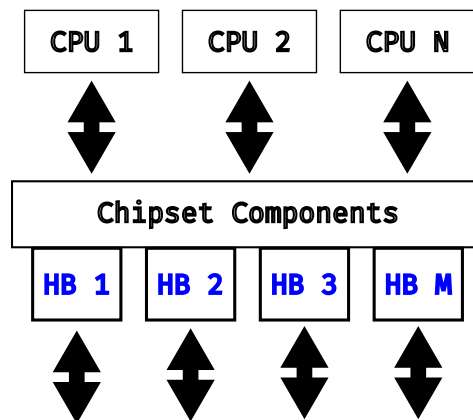 CPU 1 CPU 2 CPU N
Chipset Components
HB 1 HB 2 HB 3 HB M